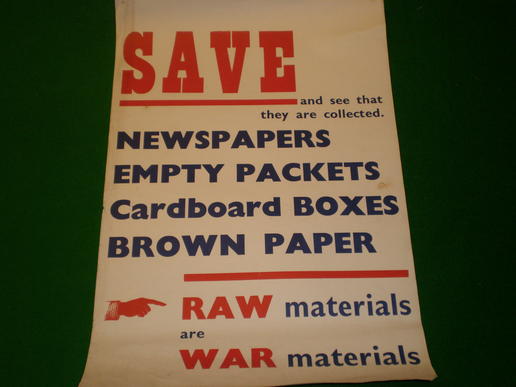 SAVE
and see that
they are collected.
NEWSPAPERS
EMPTY PACKETS
Cardboard BOXES
BROWN PAPER
RAW materials
are
WAR materials